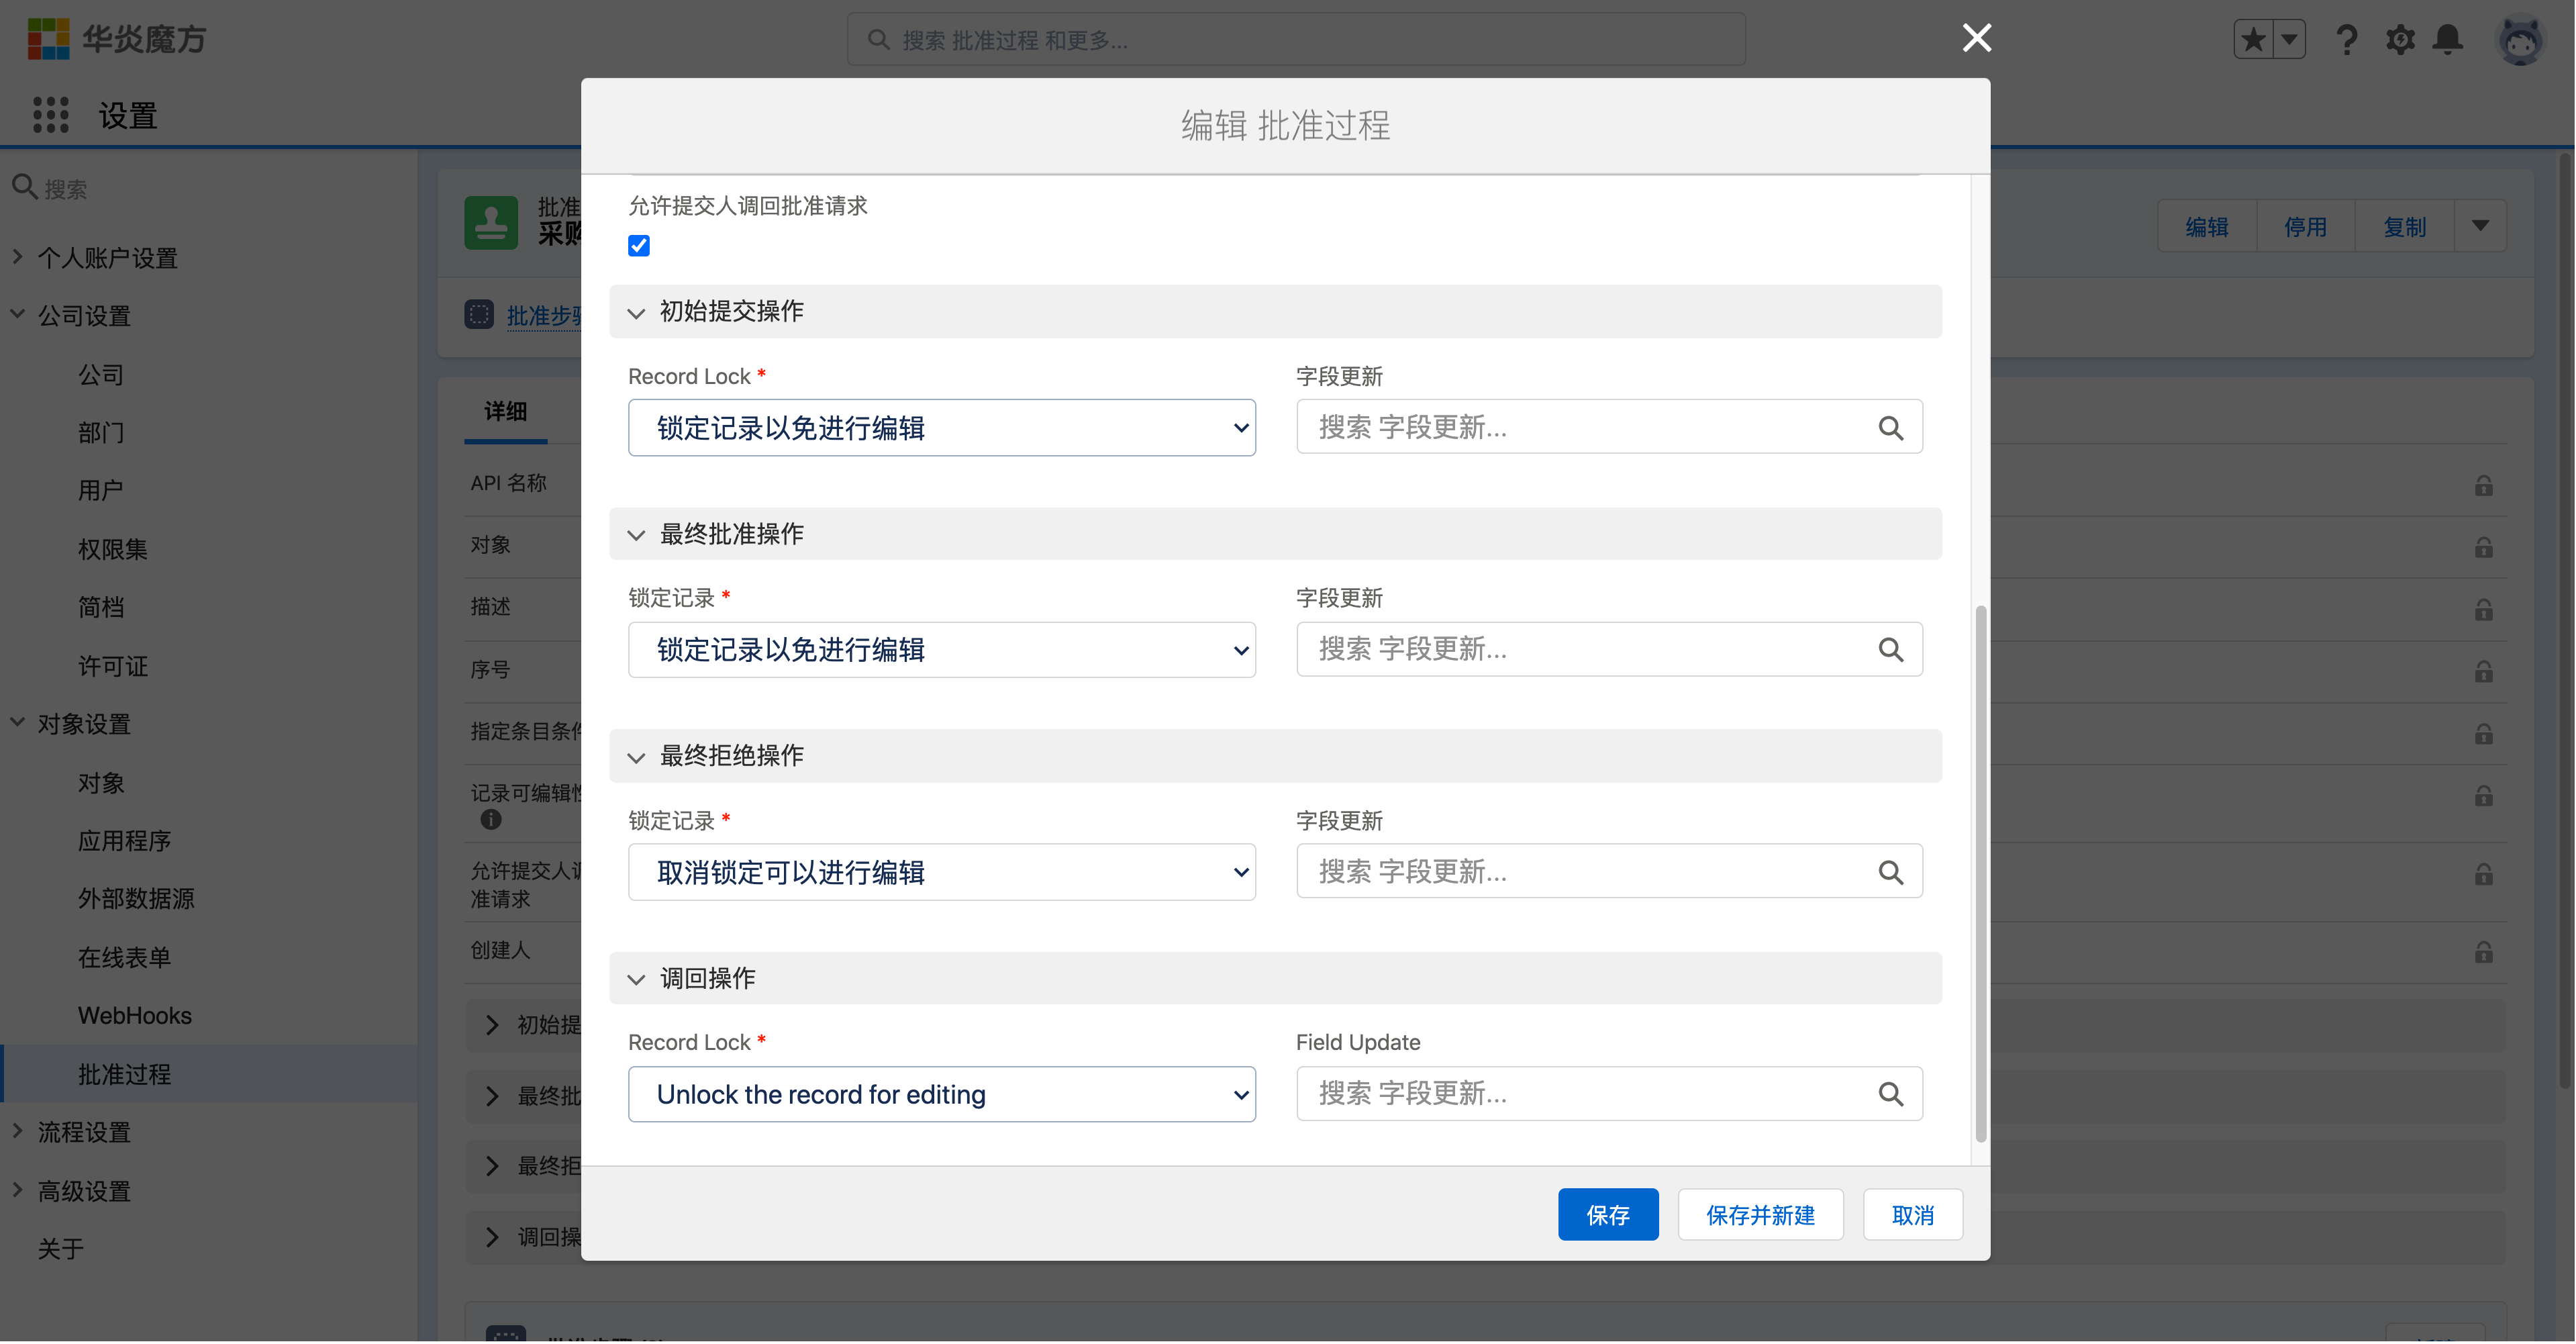 华炎魔方
搜索 批准过程 和更多...
设置
编辑 批准过程
搜索
个人账户设置
公司设置
公司
部门
用户
权限集
简档
许可证
对象设置
对象
应用程序
外部数据源
在线表单
WebHooks
批准过程
流程设置
高级设置
关于
批准
采购
编辑
停用
复制
批准步骤
详细
API 名称
对象
描述
序号
指定条目条件
记录可编辑性
允许提交人调
准请求
创建人
初始提
最终批
最终拒
调回操
允许提交人调回批准请求
初始提交操作
Record Lock * 字段更新
锁定记录以免进行编辑 搜索 字段更新...
最终批准操作
锁定记录 * 字段更新
锁定记录以免进行编辑 搜索 字段更新...
最终拒绝操作
锁定记录 * 字段更新
取消锁定可以进行编辑 搜索 字段更新...
调回操作
Record Lock * Field Update
Unlock the record for editing 搜索 字段更新...
保存 保存并新建 取消